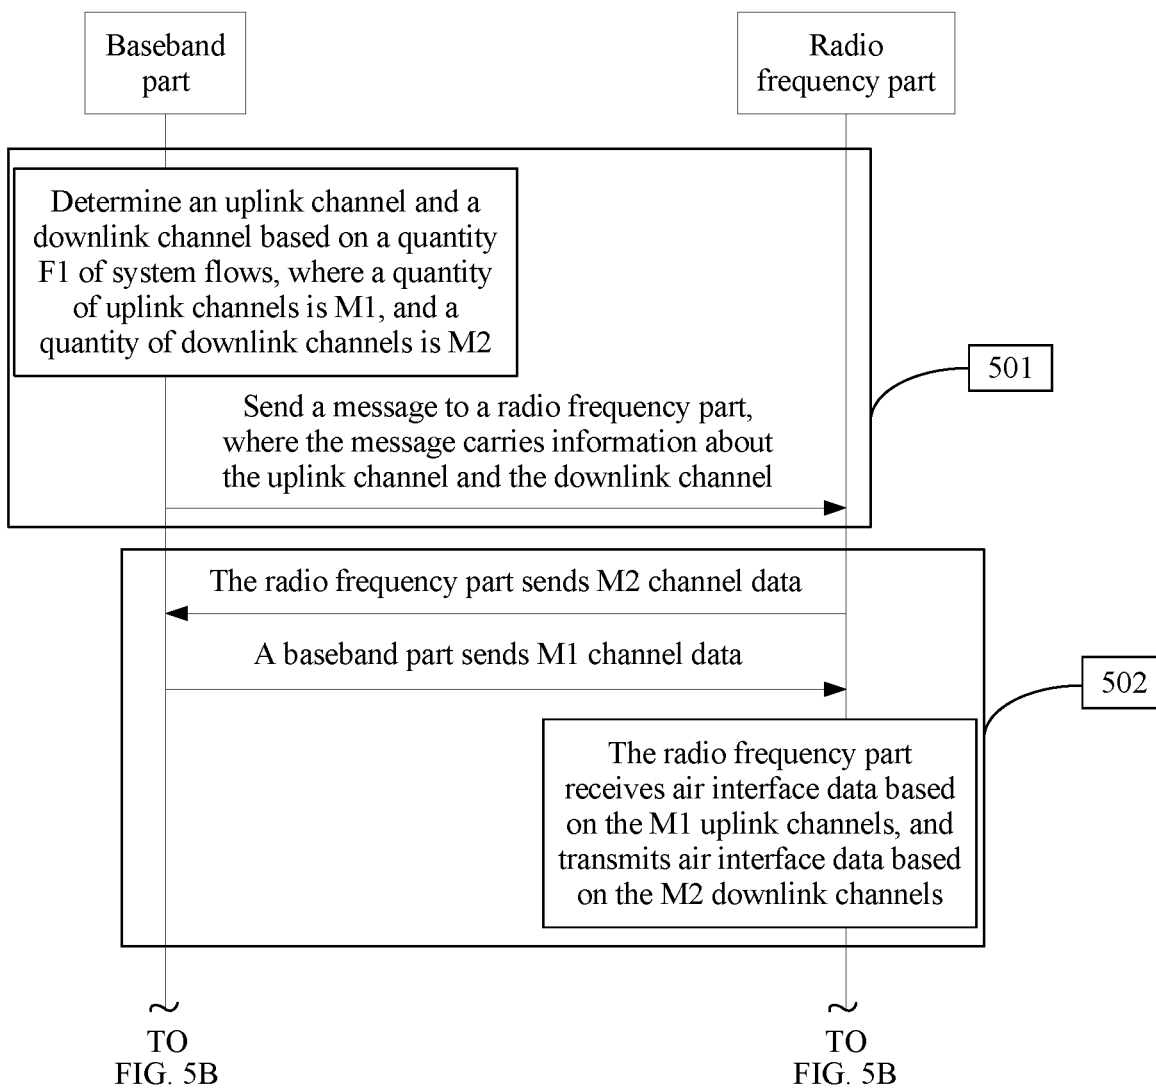 Baseband
part
Radio
frequency part
Determine an uplink channel and a
downlink channel based on a quantity
F1 of system flows, where a quantity
of uplink channels is M1, and a
quantity of downlink channels is M2
501
Send a message to a radio frequency part,
where the message carries information about
the uplink channel and the downlink channel
The radio frequency part sends M2 channel data
A baseband part sends M1 channel data
502
The radio frequency part
receives air interface data based
on the M1 uplink channels, and
transmits air interface data based
on the M2 downlink channels
TO
FIG. 5B
TO
FIG. 5B